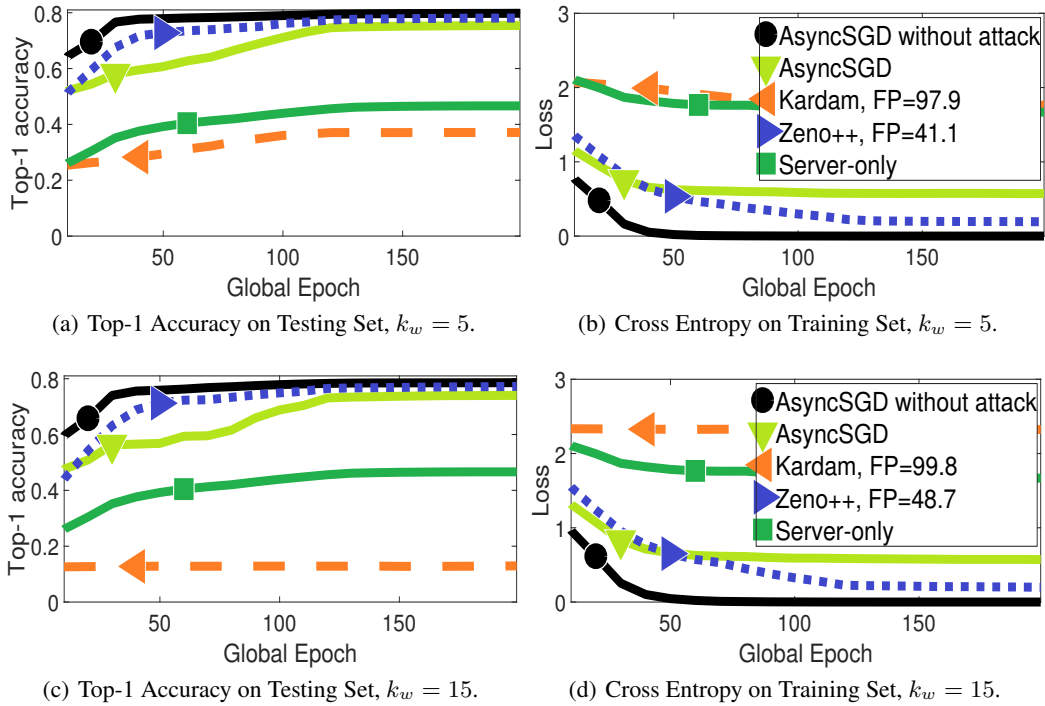 0.8
0.6
0.4
0.2
0
50
100
150
Top-1 accuracy
Global Epoch
(a) Top-1 Accuracy on Testing Set, k_w = 5.
3
2
1
0
50
100
150
Loss
Global Epoch
AsyncSGD without attack
AsyncSGD
Kardam, FP=97.9
Zeno++, FP=41.1
Server-only
(b) Cross Entropy on Training Set, k_w = 5.
0.8
0.6
0.4
0.2
0
50
100
150
Top-1 accuracy
Global Epoch
(c) Top-1 Accuracy on Testing Set, k_w = 15.
3
2
1
0
50
100
150
Loss
Global Epoch
AsyncSGD without attack
AsyncSGD
Kardam, FP=99.8
Zeno++, FP=48.7
Server-only
(d) Cross Entropy on Training Set, k_w = 15.